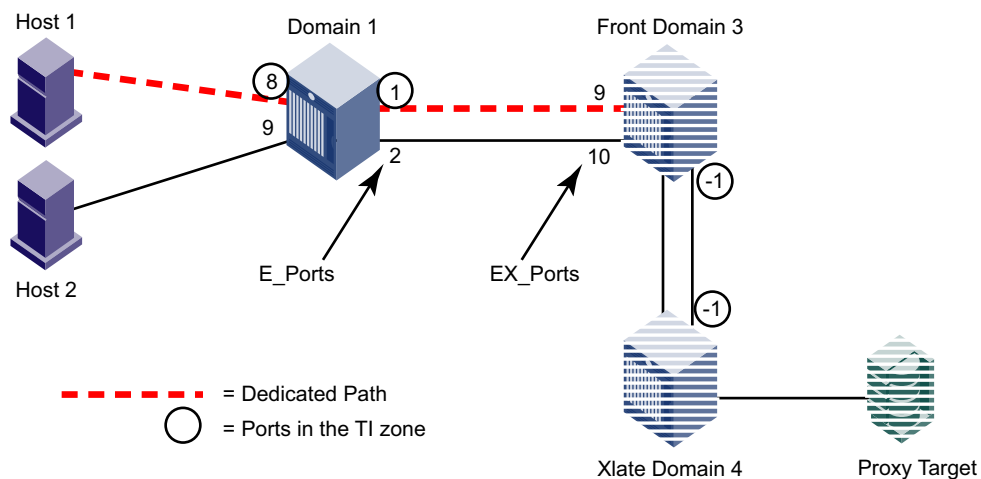 Host 1
Domain 1
Front Domain 3
8
1
9
9
2
10
-1
E_Ports
EX_Ports
Host 2
-1
= Dedicated Path
= Ports in the TI zone
Xlate Domain 4
Proxy Target